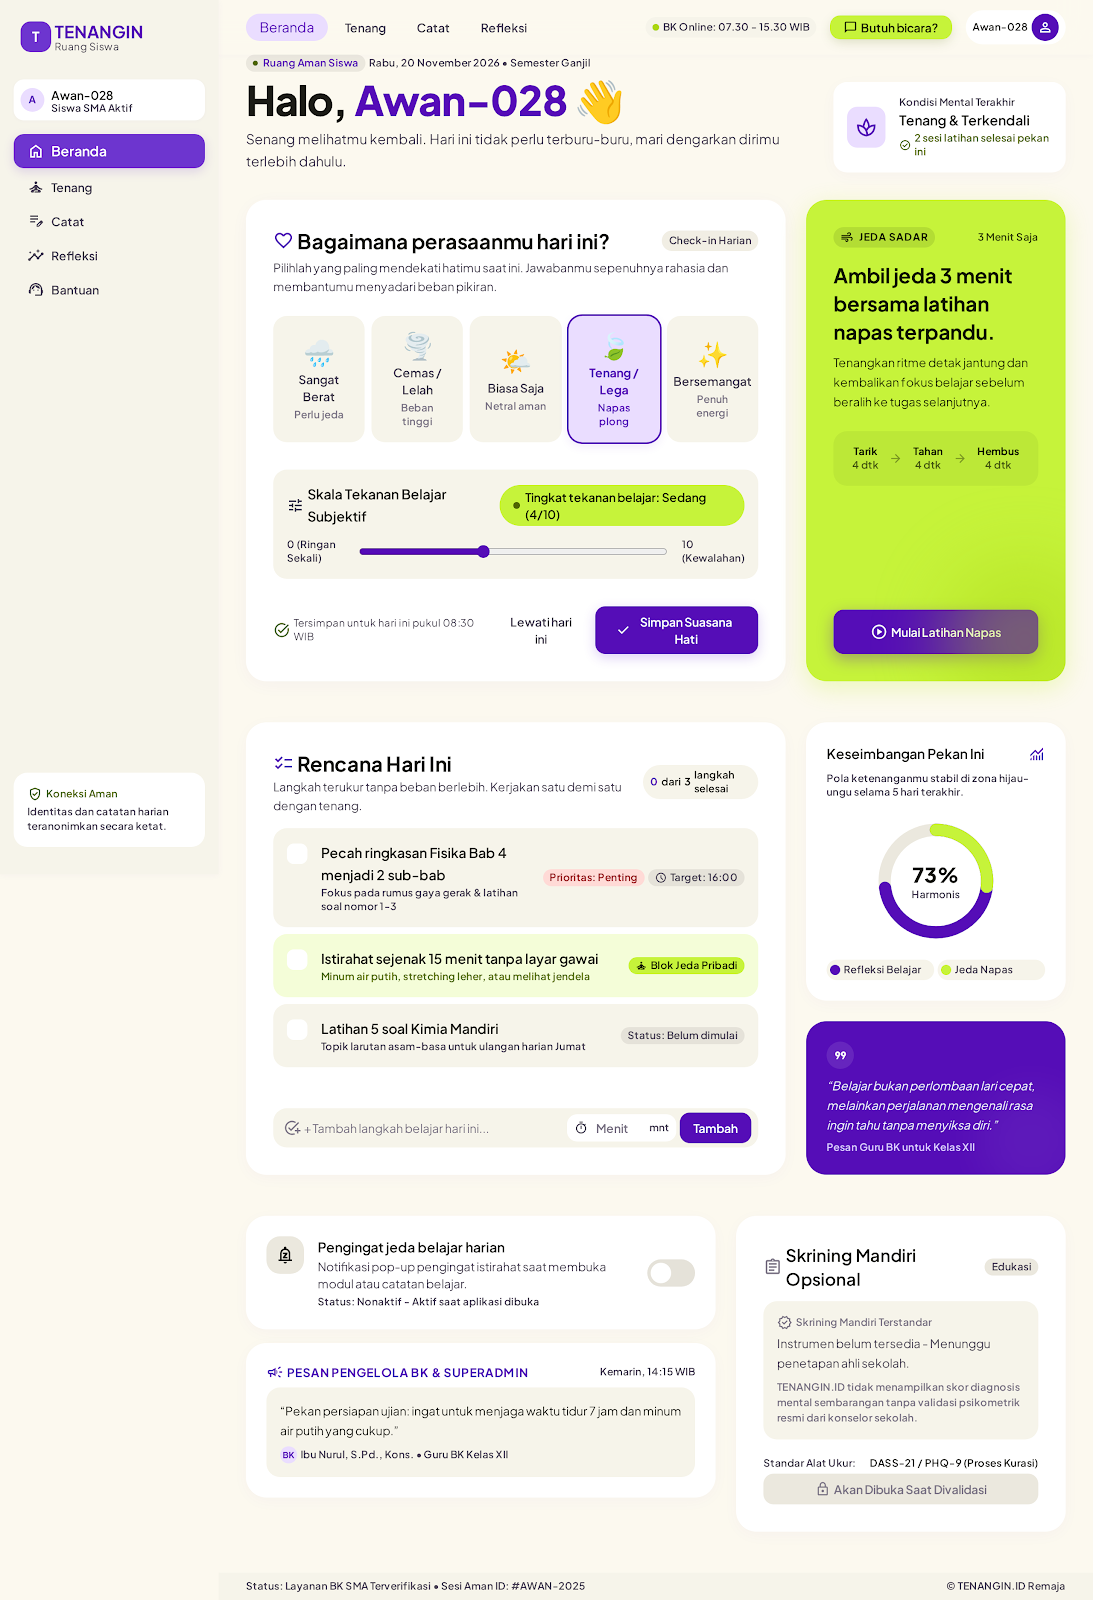 T TENANGIN
Ruang Siswa
A Awan-028
Siswa SMA Aktif
Beranda
Tenang
Catat
Refleksi
Bantuan
Koneksi Aman
Identitas dan catatan harian
teranonimkan secara ketat.
Beranda Tenang Catat Refleksi
BK Online: 07.30 - 15.30 WIB
Butuh bicara?
Awan-028
Ruang Aman Siswa Rabu, 20 November 2026 • Semester Ganjil
Halo, Awan-028 👋
Senang melihatmu kembali. Hari ini tidak perlu terburu-buru, mari dengarkan dirimu
terlebih dahulu.
Kondisi Mental Terakhir
Tenang & Terkendali
2 sesi latihan selesai pekan
ini
Bagaimana perasaanmu hari ini?
Check-in Harian
Pilihlah yang paling mendekati hatimu saat ini. Jawabanmu sepenuhnya rahasia dan
membantumu menyadari beban pikiran.
Sangat
Berat
Perlu jeda
Cemas /
Lelah
Beban
tinggi
Biasa Saja
Netral aman
Tenang /
Lega
Napas
plong
Bersemangat
Penuh
energi
Skala Tekanan Belajar
Subjektif
Tingkat tekanan belajar: Sedang
(4/10)
0 (Ringan
Sekali)
10
(Kewalahan)
Tersimpan untuk hari ini pukul 08:30
WIB
Lewati hari
ini
Simpan Suasana
Hati
JEDA SADAR
3 Menit Saja
Ambil jeda 3 menit
bersama latihan
napas terpandu.
Tenangkan ritme detak jantung dan
kembalikan fokus belajar sebelum
beralih ke tugas selanjutnya.
Tarik
4 dtk
Tahan
4 dtk
Hembus
4 dtk
Mulai Latihan Napas
Rencana Hari Ini
Langkah terukur tanpa beban berlebih. Kerjakan satu demi satu
dengan tenang.
0 dari 3 langkah
selesai
Pecah ringkasan Fisika Bab 4
menjadi 2 sub-bab
Fokus pada rumus gaya gerak & latihan
soal nomor 1-3
Prioritas: Penting
Target: 16:00
Istirahat sejenak 15 menit tanpa layar gawai
Minum air putih, stretching leher, atau melihat jendela
Blok Jeda Pribadi
Latihan 5 soal Kimia Mandiri
Topik larutan asam-basa untuk ulangan harian Jumat
Status: Belum dimulai
+ Tambah langkah belajar hari ini...
Menit mnt
Tambah
Keseimbangan Pekan Ini
Pola ketenanganmu stabil di zona hijau-
ungu selama 5 hari terakhir.
73%
Harmonis
Refleksi Belajar
Jeda Napas
"Belajar bukan perlombaan lari cepat,
melainkan perjalanan mengenali rasa
ingin tahu tanpa menyiksa diri."
Pesan Guru BK untuk Kelas XII
Pengingat jeda belajar harian
Notifikasi pop-up pengingat istirahat saat membuka
modul atau catatan belajar.
Status: Nonaktif - Aktif saat aplikasi dibuka
PESAN PENGELOLA BK & SUPERADMIN
Kemarin, 14:15 WIB
"Pekan persiapan ujian: ingat untuk menjaga waktu tidur 7 jam dan minum
air putih yang cukup."
BK Ibu Nurul, S.Pd., Kons. • Guru BK Kelas XII
Skrining Mandiri
Opsional
Edukasi
Skrining Mandiri Terstandar
Instrumen belum tersedia - Menunggu
penetapan ahli sekolah.
TENANGIN.ID tidak menampilkan skor diagnosis
mental sembarangan tanpa validasi psikometrik
resmi dari konselor sekolah.
Standar Alat Ukur: DASS-21 / PHQ-9 (Proses Kurasi)
Akan Dibuka Saat Divalidasi
Status: Layanan BK SMA Terverifikasi • Sesi Aman ID: #AWAN-2025
© TENANGIN.ID Remaja